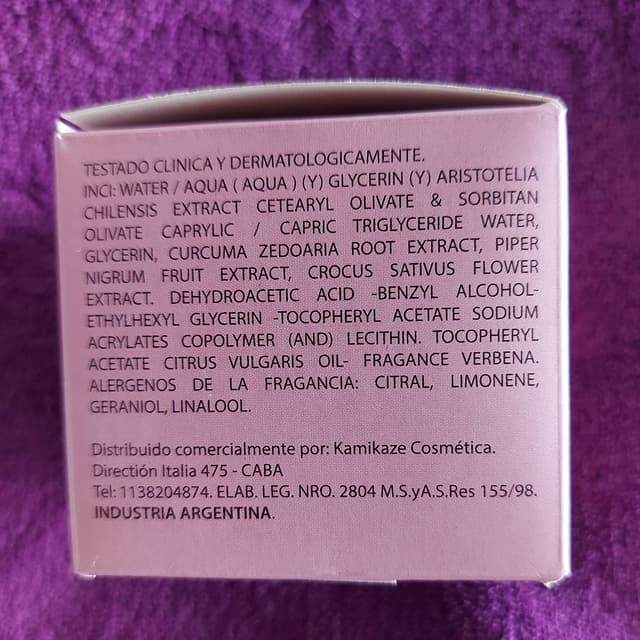 TESTADO CLINICA Y DERMATOLOGICAMENTE.
INCI: WATER / AQUA ( AQUA ) (Y) GLYCERIN (Y) ARISTOTELIA
CHILENSIS EXTRACT CETEARYL OLIVATE & SORBITAN
OLIVATE CAPRYLIC / CAPRIC TRIGLYCERIDE WATER,
GLYCERIN, CURCUMA ZEDOARIA ROOT EXTRACT, PIPER
NIGRUM FRUIT EXTRACT, CROCUS SATIVUS FLOWER
EXTRACT. DEHYDROACETIC ACID -BENZYL ALCOHOL-
ETHYLHEXYL GLYCERIN -TOCOPHERYL ACETATE SODIUM
ACRYLATES COPOLYMER (AND) LECITHIN. TOCOPHERYL
ACETATE CITRUS VULGARIS OIL- FRAGANCE VERBENA.
ALERGENOS DE LA FRAGANCIA: CITRAL, LIMONENE,
GERANIOL, LINALOOL.
Distribuido comercialmente por: Kamikaze Cosmética.
Directión Italia 475 - CABA
Tel: 1138204874. ELAB. LEG. NRO. 2804 M.S.yA.S.Res 155/98.
INDUSTRIA ARGENTINA.